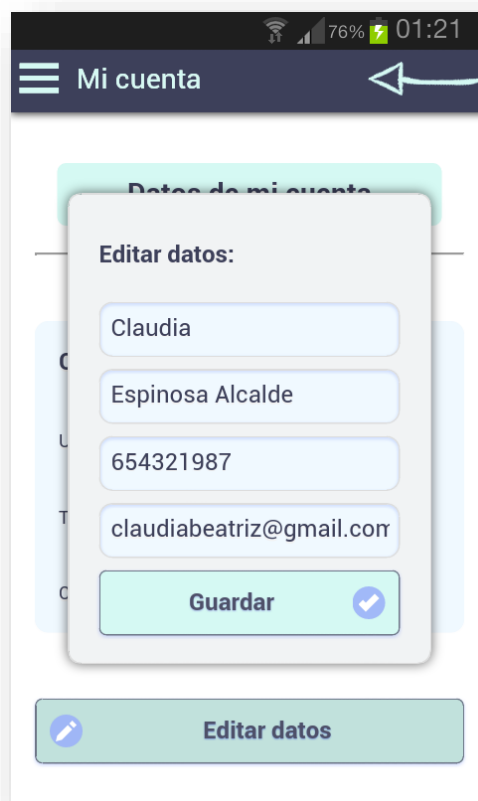 76% 01:21
Mi cuenta
Datos de mi cuenta
Editar datos:
Claudia
Espinosa Alcalde
654321987
claudiabeatriz@gmail.com
Guardar
Editar datos